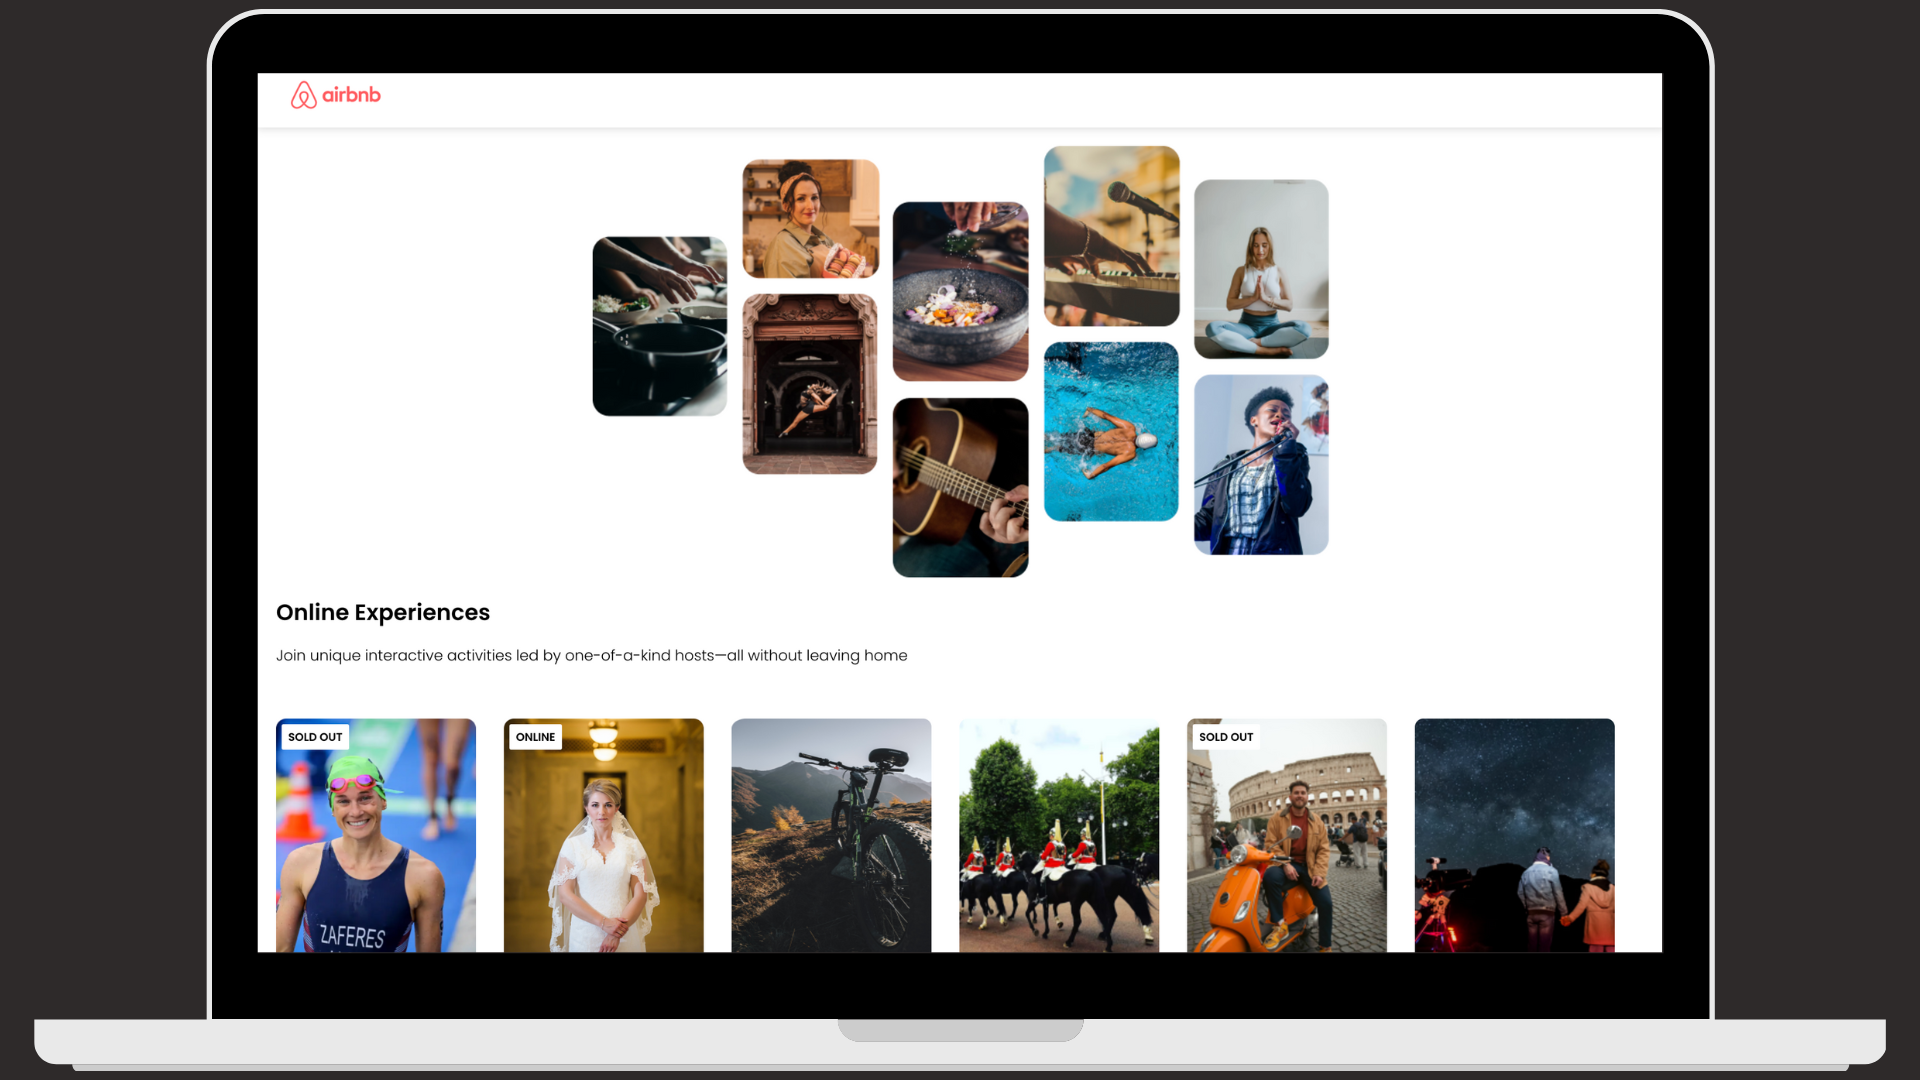 airbnb
Online Experiences
Join unique interactive activities led by one-of-a-kind hosts—all without leaving home
SOLD OUT
ONLINE
SOLD OUT
ZAFERES